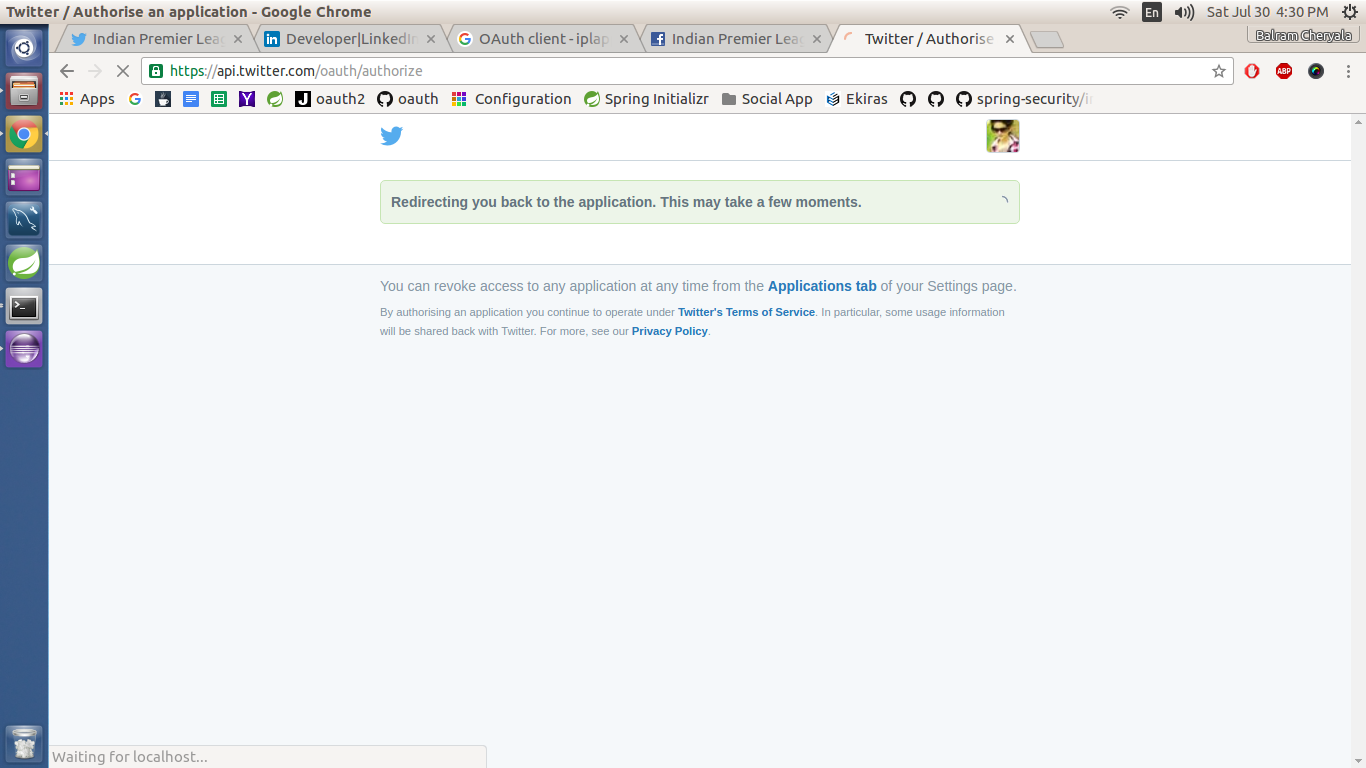 Twitter / Authorise an application - Google Chrome
En
Sat Jul 30 4:30 PM
Indian Premier Leag
Developer|LinkedIn
OAuth client - iplap
Indian Premier Leag
Twitter / Authorise
Balram Cheryala
https://api.twitter.com/oauth/authorize
ABP
Apps
oauth2
oauth
Configuration
Spring Initializr
Social App
Ekiras
spring-security/
Redirecting you back to the application. This may take a few moments.
You can revoke access to any application at any time from the Applications tab of your Settings page.
By authorising an application you continue to operate under Twitter's Terms of Service. In particular, some usage information
will be shared back with Twitter. For more, see our Privacy Policy.
Waiting for localhost...